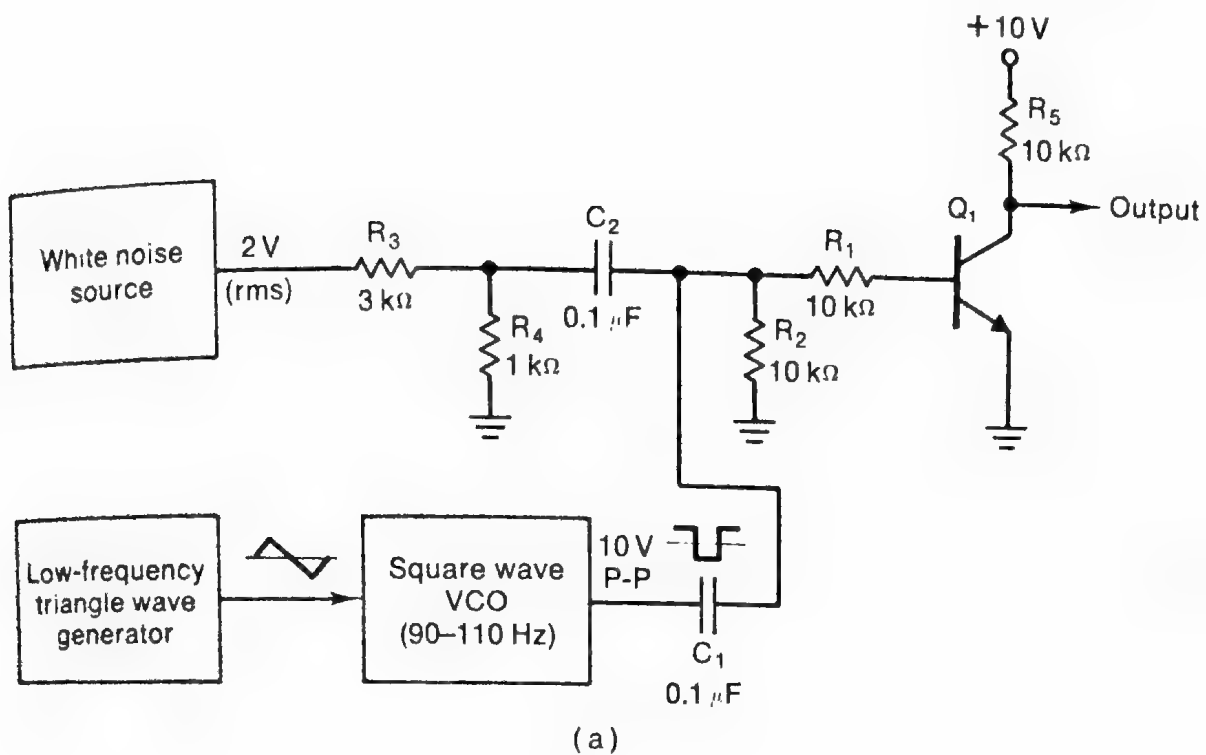 +10V
R5
10 kΩ
Q1
Output
White noise
source
2 V
(rms)
R3
3 kΩ
C2
0.1 μF
R4
1 kΩ
R1
10 kΩ
R2
10 kΩ
Low-frequency
triangle wave
generator
Square wave
VCO
(90–110 Hz)
10 V
P-P
C1
0.1 μF
(a)